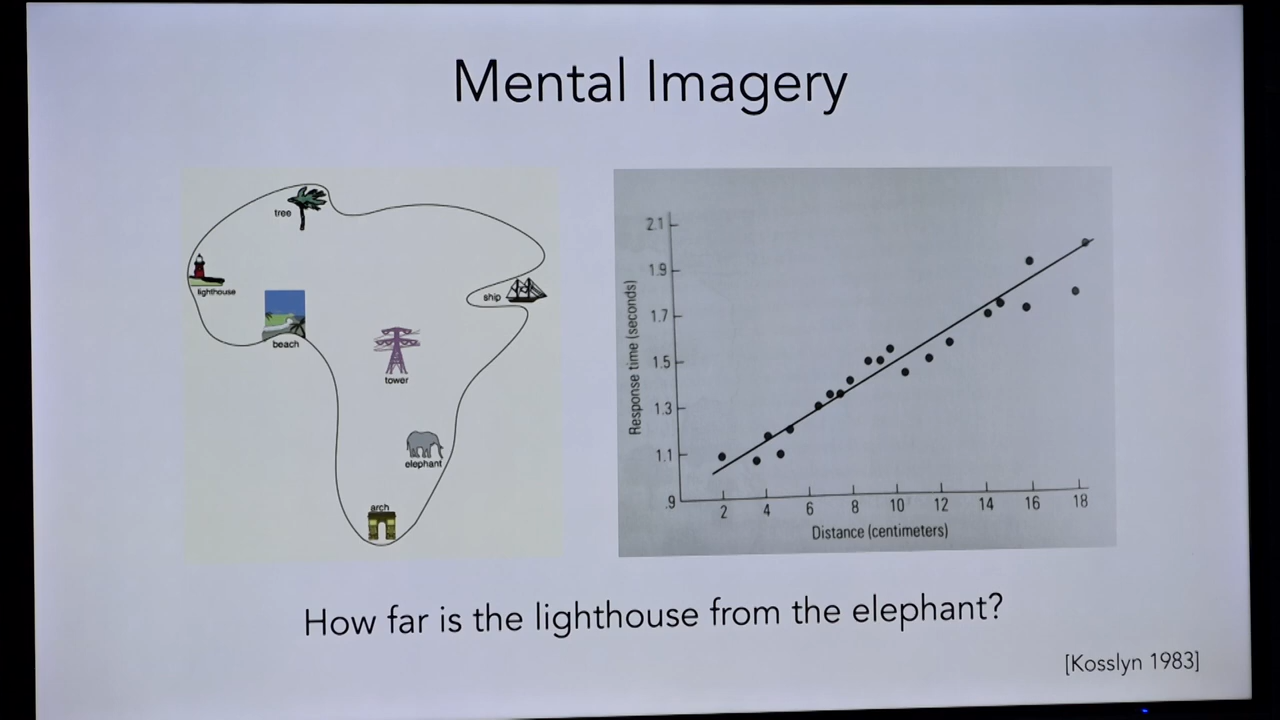 Mental Imagery
tree
lighthouse
beach
ship
tower
elephant
arch
2.1
1.9
1.7
1.5
1.3
1.1
.9
Response time (seconds)
2 4 6 8 10 12 14 16 18
Distance (centimeters)
How far is the lighthouse from the elephant?
[Kosslyn 1983]